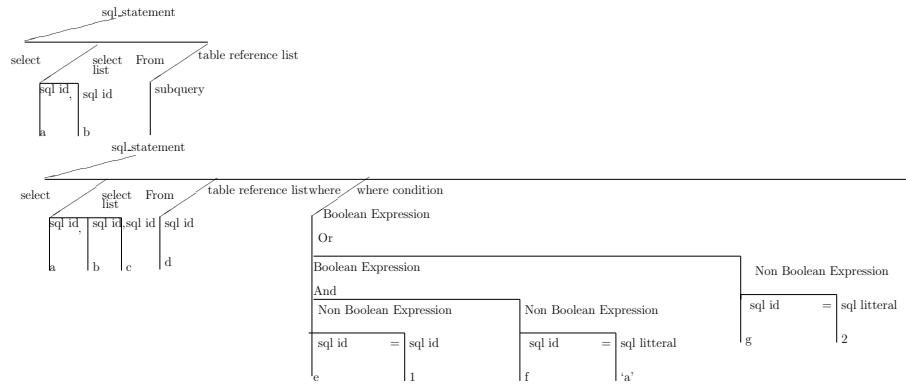 sql_statement
select select list From table reference list
sql id, sql id subquery
a b
sql_statement
select select list From table reference listwhere where condition
sql id, sql id,sql id sql id Boolean Expression
Or
a b c d Boolean Expression Non Boolean Expression
And
Non Boolean Expression Non Boolean Expression sql id = sql litteral
sql id = sql id sql id = sql litteral g 2
e 1 f 'a'